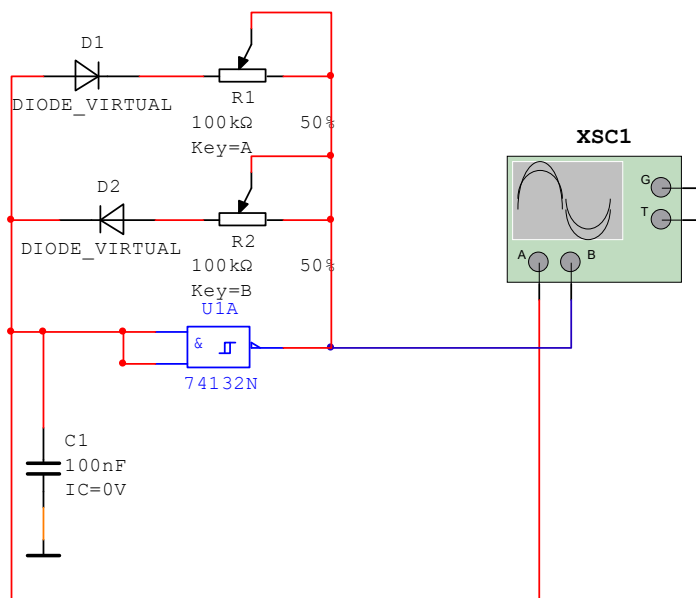 D1
DIODE_VIRTUAL
R1
100kΩ 50%
Key=A
D2
DIODE_VIRTUAL
R2
100kΩ 50%
Key=B
U1A
&
74132N
C1
100nF
IC=0V
XSC1
G
T
A B